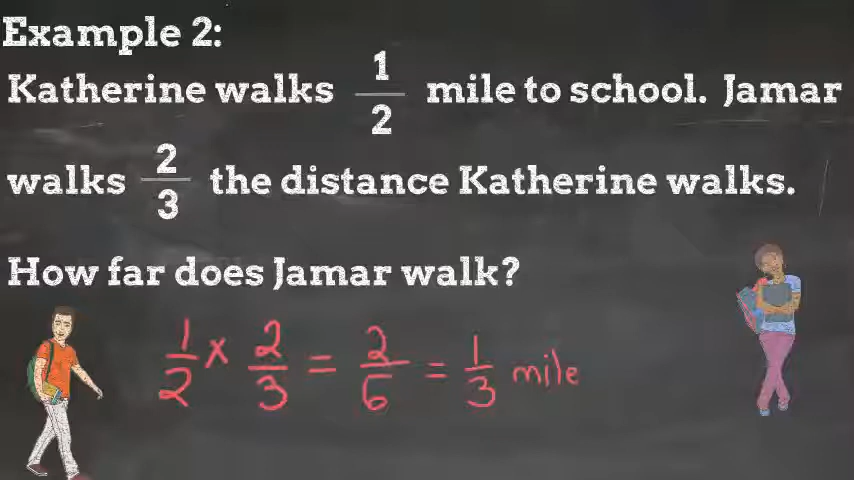 Example 2:
Katherine walks 1/2 mile to school. Jamar
walks 2/3 the distance Katherine walks.
How far does Jamar walk?
1/2 × 2/3 = 2/6 = 1/3 mile